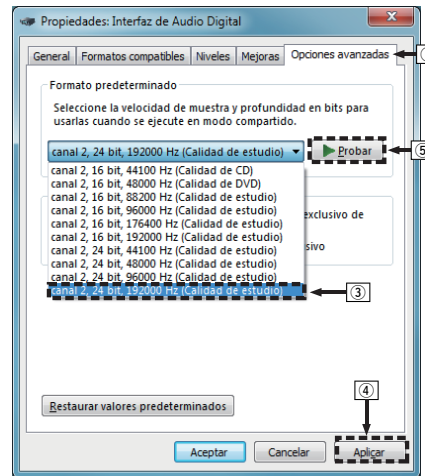 Propiedades: Interfaz de Audio Digital
General Formatos compatibles Niveles Mejoras Opciones avanzadas
Formato predeterminado
Seleccione la velocidad de muestra y profundidad en bits para
usarlas cuando se ejecute en modo compartido.
canal 2, 24 bit, 192000 Hz (Calidad de estudio) Probar
⑤
canal 2, 16 bit, 44100 Hz (Calidad de CD)
canal 2, 16 bit, 48000 Hz (Calidad de DVD)
canal 2, 16 bit, 88200 Hz (Calidad de estudio)
canal 2, 16 bit, 96000 Hz (Calidad de estudio)
canal 2, 16 bit, 176400 Hz (Calidad de estudio)
exclusivo de
canal 2, 16 bit, 192000 Hz (Calidad de estudio)
canal 2, 24 bit, 44100 Hz (Calidad de estudio)
sivo
canal 2, 24 bit, 48000 Hz (Calidad de estudio)
canal 2, 24 bit, 96000 Hz (Calidad de estudio)
canal 2, 24 bit, 192000 Hz (Calidad de estudio)
③
④
Restaurar valores predeterminados
Aceptar Cancelar Aplicar